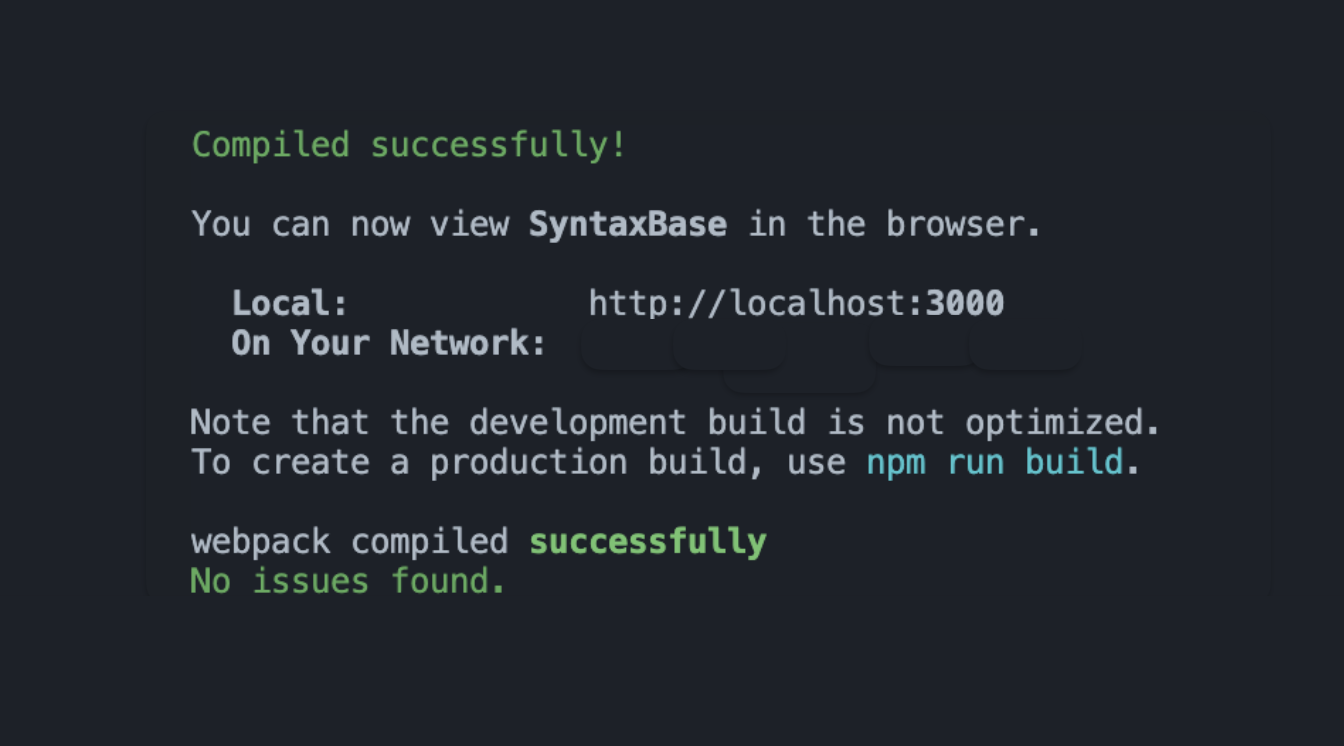 Compiled successfully!
You can now view SyntaxBase in the browser.
Local: http://localhost:3000
On Your Network:
Note that the development build is not optimized.
To create a production build, use npm run build.
webpack compiled successfully
No issues found.